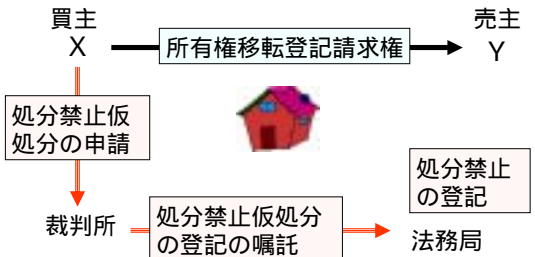 買主
X
所有権移転登記請求権
売主
Y
処分禁止仮
処分の申請
裁判所
処分禁止仮処分
の登記の嘱託
処分禁止
の登記
法務局